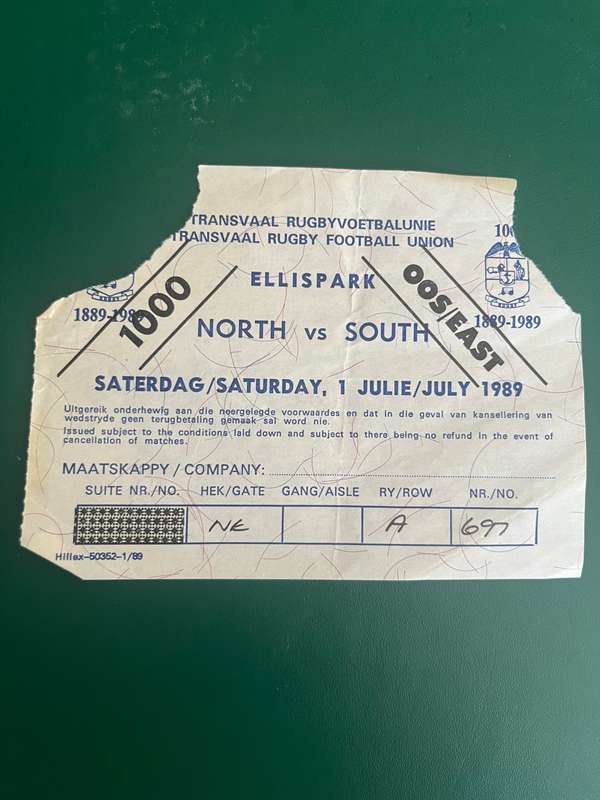 TRANSVAAL RUGBYVOETBALUNIE
TRANSVAAL RUGBY FOOTBALL UNION
10
ELLISPARK
1000
OOS/EAST
1889-1989
1889-1989
NORTH vs SOUTH
SATERDAG/SATURDAY, 1 JULIE/JULY 1989
Uitgereik onderhewig aan die neergelegde voorwaardes en dat in die geval van kansellering van
wedstryde geen terugbetaling gemaak sal word nie.
Issued subject to the conditions laid down and subject to there being no refund in the event of
cancellation of matches.
MAATSKAPPY / COMPANY:
SUITE NR./NO. HEK/GATE GANG/AISLE RY/ROW NR./NO.
NE A 697
Hillex-50352-1/89